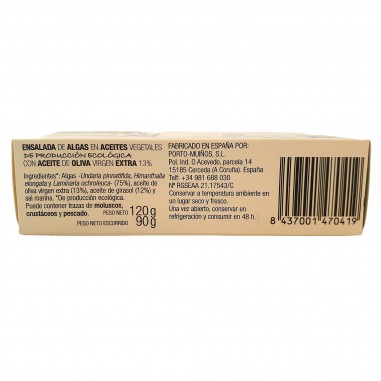 ENSALADA DE ALGAS EN ACEITES VEGETALES
DE PRODUCCIÓN ECOLÓGICA
CON ACEITE DE OLIVA VIRGEN EXTRA 13%
Ingredientes*: Algas -Undaria pinnatifida, Himanthalia
elongata y Laminaria ochroleuca- (75%), aceite de
oliva virgen extra (13%), aceite de girasol (12%) y
sal marina. *De producción ecológica.
Puede contener trazas de moluscos,
crustáceos y pescado.
PESO NETO 120g
PESO NETO ESCURRIDO 90g
FABRICADO EN ESPAÑA POR:
PORTO-MUIÑOS, S.L.
Pol. Ind. O Acevedo, parcela 14
15185 Cerceda (A Coruña). España
Telf: +34 981 688 030
Nº RGSEAA 21.17543/C
Conservar a temperatura ambiente en
un lugar seco y fresco.
Una vez abierto, conservar en
refrigeración y consumir en 48 h.
8 437001 470419